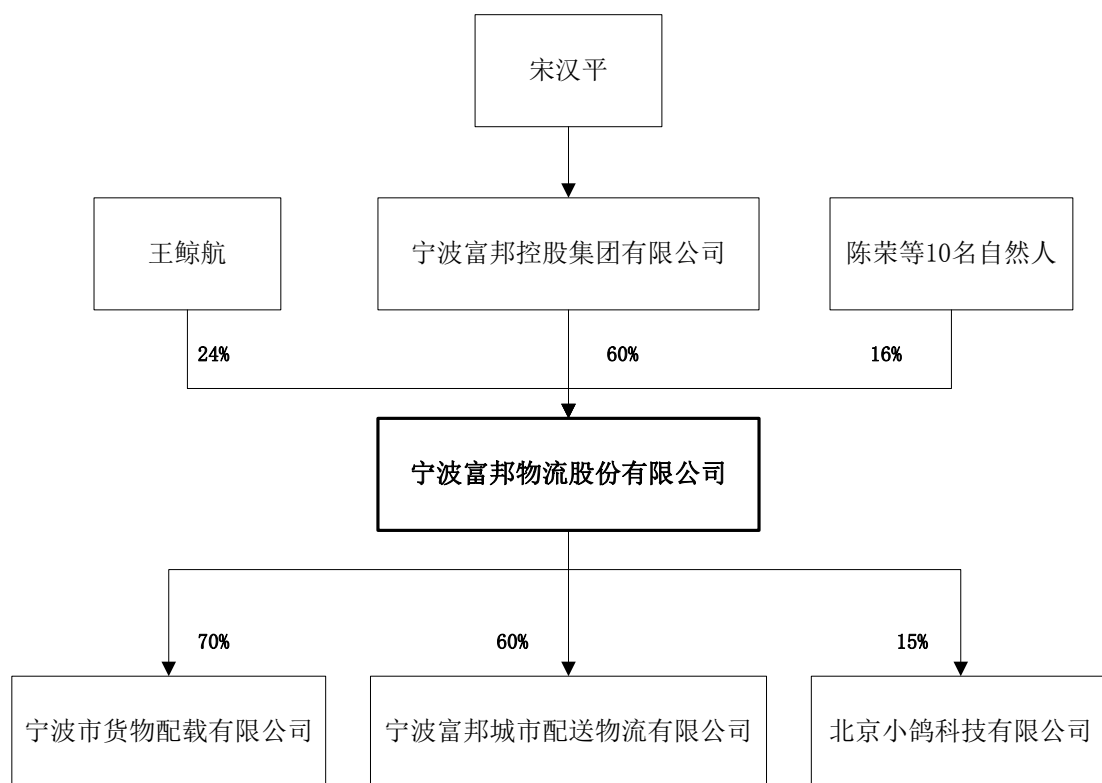 宋汉平
王鲸航
宁波富邦控股集团有限公司
陈荣等10名自然人
24%
60%
16%
宁波富邦物流股份有限公司
70%
60%
15%
宁波市货物配载有限公司
宁波富邦城市配送物流有限公司
北京小鸽科技有限公司